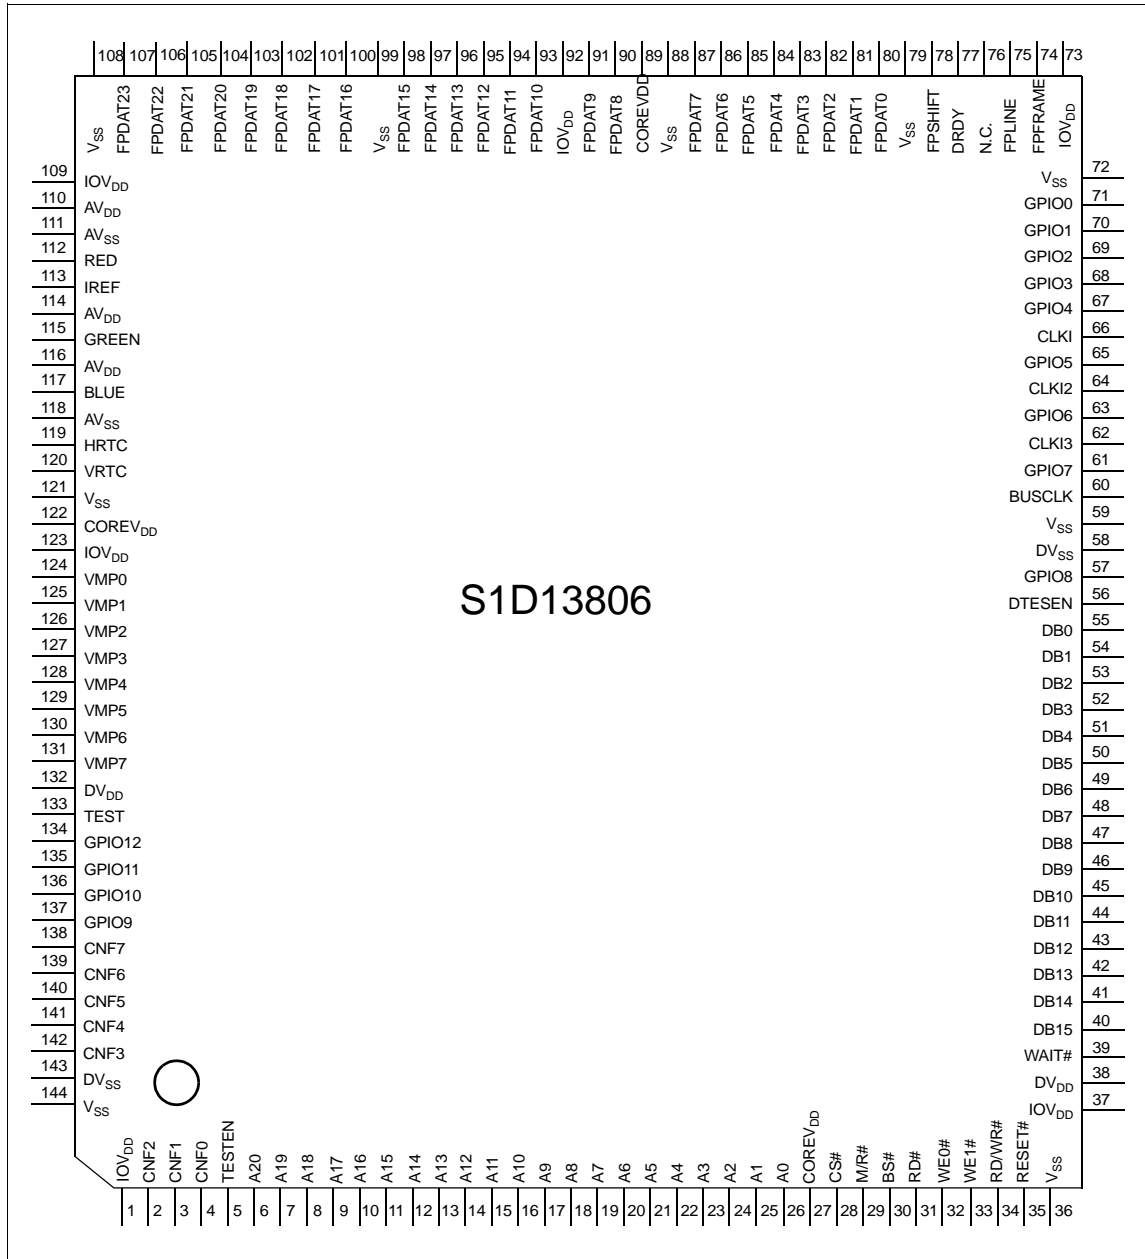 108 107 106 105 104 103 102 101 100 99 98 97 96 95 94 93 92 91 90 89 88 87 86 85 84 83 82 81 80 79 78 77 76 75 74 73
VSS FPDAT23 FPDAT22 FPDAT21 FPDAT20 FPDAT19 FPDAT18 FPDAT17 FPDAT16 VSS FPDAT15 FPDAT14 FPDAT13 FPDAT12 FPDAT11 FPDAT10 IOVDD FPDAT9 FPDAT8 COREVDD VSS FPDAT7 FPDAT6 FPDAT5 FPDAT4 FPDAT3 FPDAT2 FPDAT1 FPDAT0 VSS FPSHIFT DRDY N.C. FPLINE FPFRAME IOVDD
109 IOVDD
110 AVDD
111 AVSS
112 RED
113 IREF
114 AVDD
115 GREEN
116 AVDD
117 BLUE
118 AVSS
119 HRTC
120 VRTC
121 VSS
122 COREVDD
123 IOVDD
124 VMP0
125 VMP1
126 VMP2
127 VMP3
128 VMP4
129 VMP5
130 VMP6
131 VMP7
132 DVDD
133 TEST
134 GPIO12
135 GPIO11
136 GPIO10
137 GPIO9
138 CNF7
139 CNF6
140 CNF5
141 CNF4
142 CNF3
143 DVSS
144 VSS
S1D13806
VSS 72
GPIO0 71
GPIO1 70
GPIO2 69
GPIO3 68
GPIO4 67
CLKI 66
GPIO5 65
CLKI2 64
GPIO6 63
CLKI3 62
GPIO7 61
BUSCLK 60
VSS 59
DVSS 58
GPIO8 57
DTESEN 56
DB0 55
DB1 54
DB2 53
DB3 52
DB4 51
DB5 50
DB6 49
DB7 48
DB8 47
DB9 46
DB10 45
DB11 44
DB12 43
DB13 42
DB14 41
DB15 40
WAIT# 39
DVDD 38
IOVDD 37
IOVDD CNF2 CNF1 CNF0 TESTEN A20 A19 A18 A17 A16 A15 A14 A13 A12 A11 A10 A9 A8 A7 A6 A5 A4 A3 A2 A1 A0 COREVDD CS# M/R# BS# RD# WE0# WE1# RD/WR# RESET# VSS
1 2 3 4 5 6 7 8 9 10 11 12 13 14 15 16 17 18 19 20 21 22 23 24 25 26 27 28 29 30 31 32 33 34 35 36